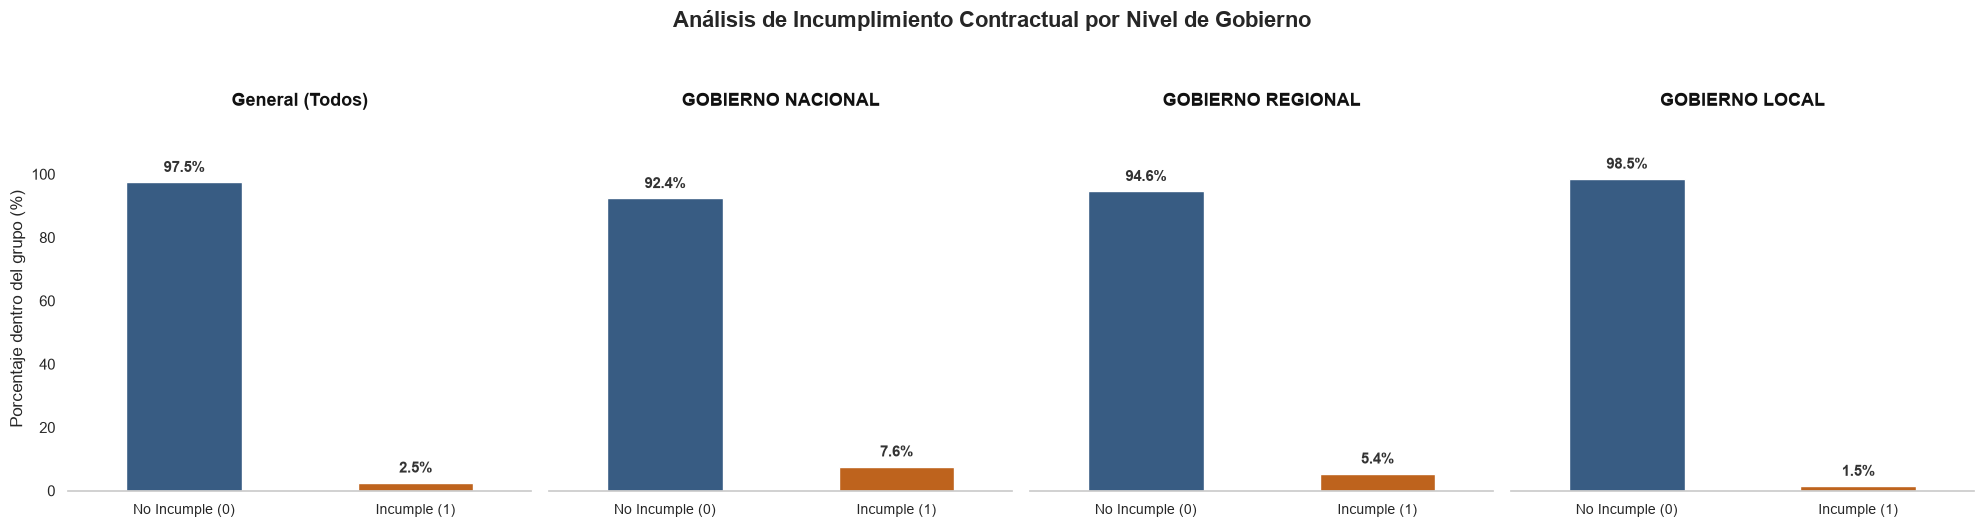 Análisis de Incumplimiento Contractual por Nivel de Gobierno
General (Todos)
GOBIERNO NACIONAL
GOBIERNO REGIONAL
GOBIERNO LOCAL
Porcentaje dentro del grupo (%)
100
80
60
40
20
0
97.5%
2.5%
No Incumple (0)
Incumple (1)
92.4%
7.6%
No Incumple (0)
Incumple (1)
94.6%
5.4%
No Incumple (0)
Incumple (1)
98.5%
1.5%
No Incumple (0)
Incumple (1)